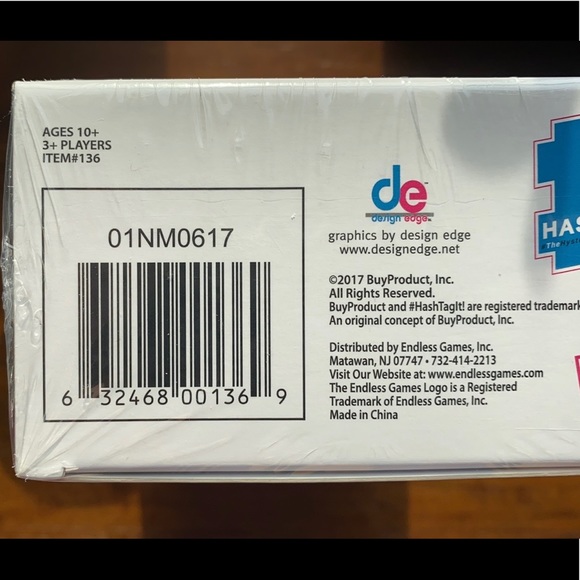 AGES 10+
3+ PLAYERS
ITEM#136
01NM0617
6 32468 00136 9
de
design edge
graphics by design edge
www.designedge.net
©2017 BuyProduct, Inc.
All Rights Reserved.
BuyProduct and #HashTagIt! are registered trademark
An original concept of BuyProduct, Inc.
Distributed by Endless Games, Inc.
Matawan, NJ 07747 • 732-414-2213
Visit Our Website at: www.endlessgames.com
The Endless Games Logo is a Registered
Trademark of Endless Games, Inc.
Made in China
HAS